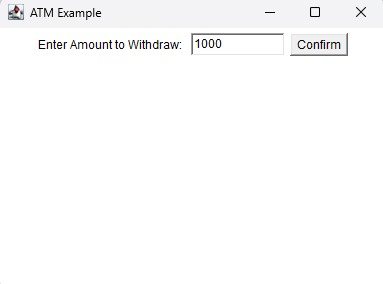 ATM Example
Enter Amount to Withdraw: 1000 Confirm